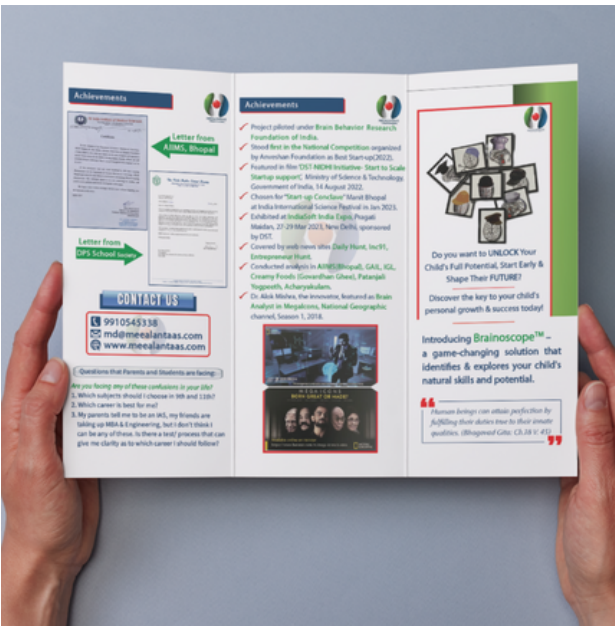 Achievements
Letter from
AIIMS, Bhopal
Letter from
DPS School Society
CONTACT US
9910545338
md@meealantaas.com
www.meealantaas.com
Questions that Parents and Students are facing:
Are you facing any of these confusions in your life?
1. Which subjects should I choose in 9th and 11th?
2. Which career is best for me?
3. My parents tell me to be an IAS, my friends are
taking up MBA & Engineering, but I don't think I
can be any of these. Is there a test/ process that can
give me clarity as to which career I should follow?
Achievements
Project piloted under Brain Behavior Research
Foundation of India.
Stood first in the National Competition organized
by Anveshan Foundation as Best Start-up(2022).
Featured in film 'DST-NIDHI Initiative- Start to Scale
Startup support', Ministry of Science & Technology,
Government of India, 14 August 2022.
Chosen for "Start-up Conclave" Manit Bhopal
at India International Science Festival in Jan 2023.
Exhibited at IndiaSoft India Expo, Pragati
Maidan, 27-29 Mar 2023, New Delhi, sponsored
by DST.
Covered by web news sites Daily Hunt, Inc91,
Entrepreneur Hunt.
Conducted analysis in AIIMS(Bhopal), GAIL, IGL,
Creamy Foods (Govardhan Ghee), Patanjali
Yogpeeth, Acharyakulam.
Dr. Alok Mishra, the innovator, featured as Brain
Analyst in MegaIcons, National Geographic
channel, Season 1, 2018.
MEGAICONS
BORN GREAT OR MADE?
Do you want to UNLOCK Your
Child's Full Potential, Start Early &
Shape Their FUTURE?
Discover the key to your child's
personal growth & success today!
Introducing Brainoscope™ –
a game-changing solution that
identifies & explores your child's
natural skills and potential.
Human beings can attain perfection by
fulfilling their duties true to their innate
qualities. (Bhagavad Gita: Ch.18 V. 45)